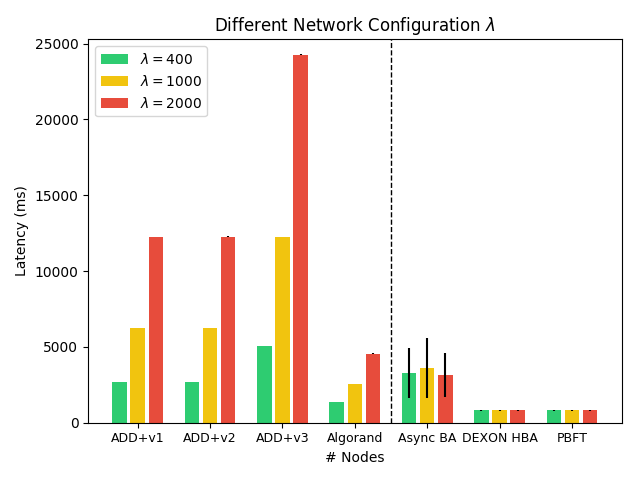 Different Network Configuration λ
Latency (ms)
25000
20000
15000
10000
5000
0
λ = 400
λ = 1000
λ = 2000
ADD+v1 ADD+v2 ADD+v3 Algorand Async BA DEXON HBA PBFT
# Nodes